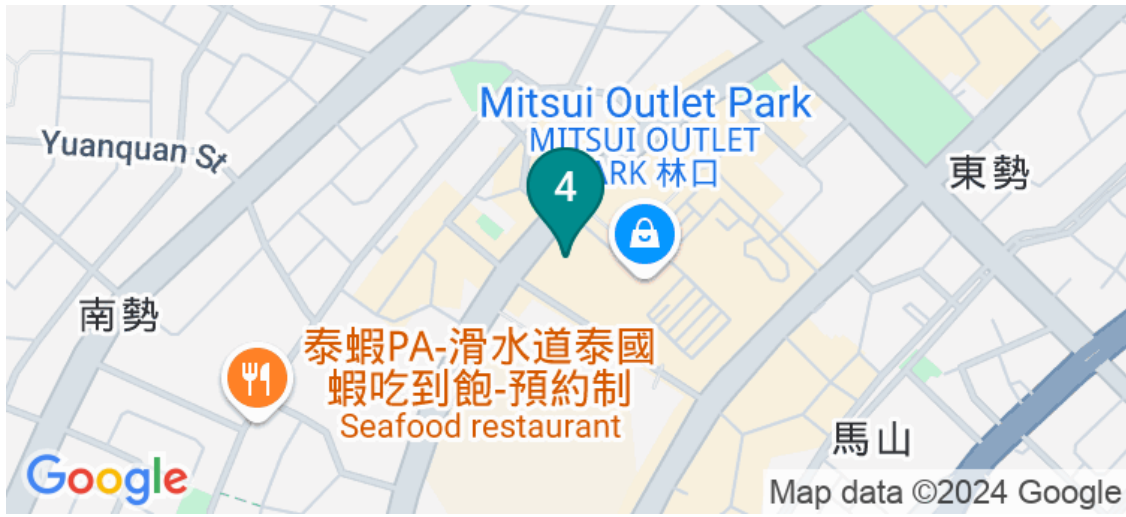 Mitsui Outlet Park
MITSUI OUTLET
ARK 林口
4
Yuanquan St
東勢
南勢
泰蝦PA-滑水道泰國
蝦吃到飽-預約制
Seafood restaurant
馬山
Google
Map data ©2024 Google